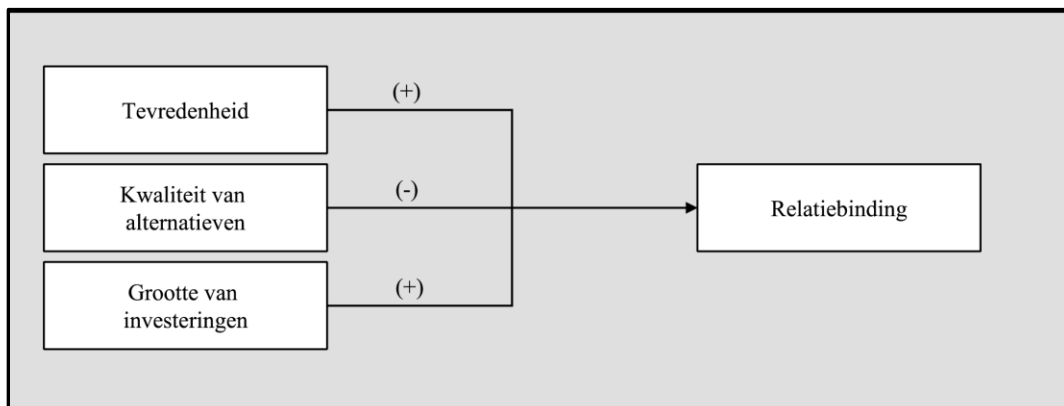 Tevredenheid
(+)
Kwaliteit van
alternatieven
(-)
Grootte van
investeringen
(+)
Relatiebinding